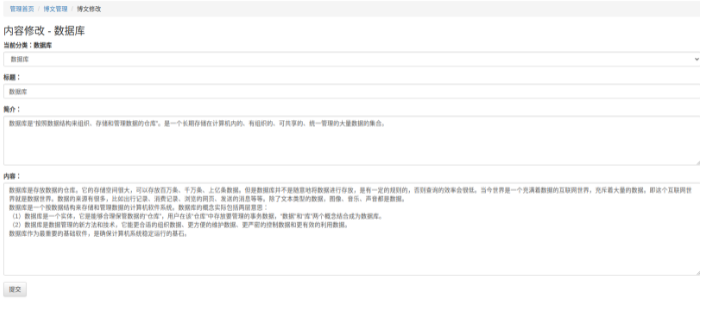 管理首页 / 博文管理 / 博文修改
内容修改 - 数据库
当前分类：数据库
数据库
标题：
数据库
简介：
数据库是"按照数据结构来组织、存储和管理数据的仓库"。是一个长期存储在计算机内的、有组织的、可共享的、统一管理的大量数据的集合。
内容：
数据库是存放数据的仓库。它的存储空间很大，可以存放百万条、千万条、上亿条数据。但是数据库并不是随意地将数据进行存放，是有一定的规则的，否则查询的效率会很低。当今世界是一个充满着数据的互联网世界，充斥着大量的数据。即这个互联网世
界就是数据世界。数据的来源有很多，比如出行记录、消费记录、浏览的网页、发送的消息等等。除了文本类型的数据，图像、音乐、声音都是数据。
数据库是一个按数据结构来存储和管理数据的计算机软件系统。数据库的概念实际包括两层意思：
（1）数据库是一个实体，它是能够合理保管数据的"仓库"，用户在该"仓库"中存放要管理的事务数据，"数据"和"库"两个概念结合成为数据库。
（2）数据库是数据管理的新方法和技术，它能更合适的组织数据、更方便的维护数据、更严密的控制数据和更有效的利用数据。
数据库作为最重要的基础软件，是确保计算机系统稳定运行的基石。
提交